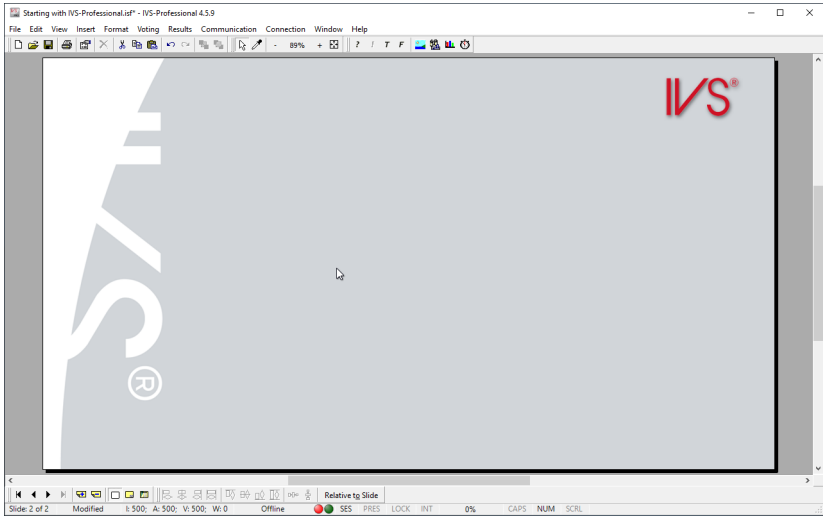 Starting with IVS-Professional.isf* - IVS-Professional 4.5.9
File Edit View Insert Format Voting Results Communication Connection Window Help
- 89% + ? ! T F
IVS®
IVS®
Relative to Slide
Slide: 2 of 2 Modified I: 500; A: 500; V: 500; W: 0 Offline SES PRES LOCK INT 0% CAPS NUM SCRL